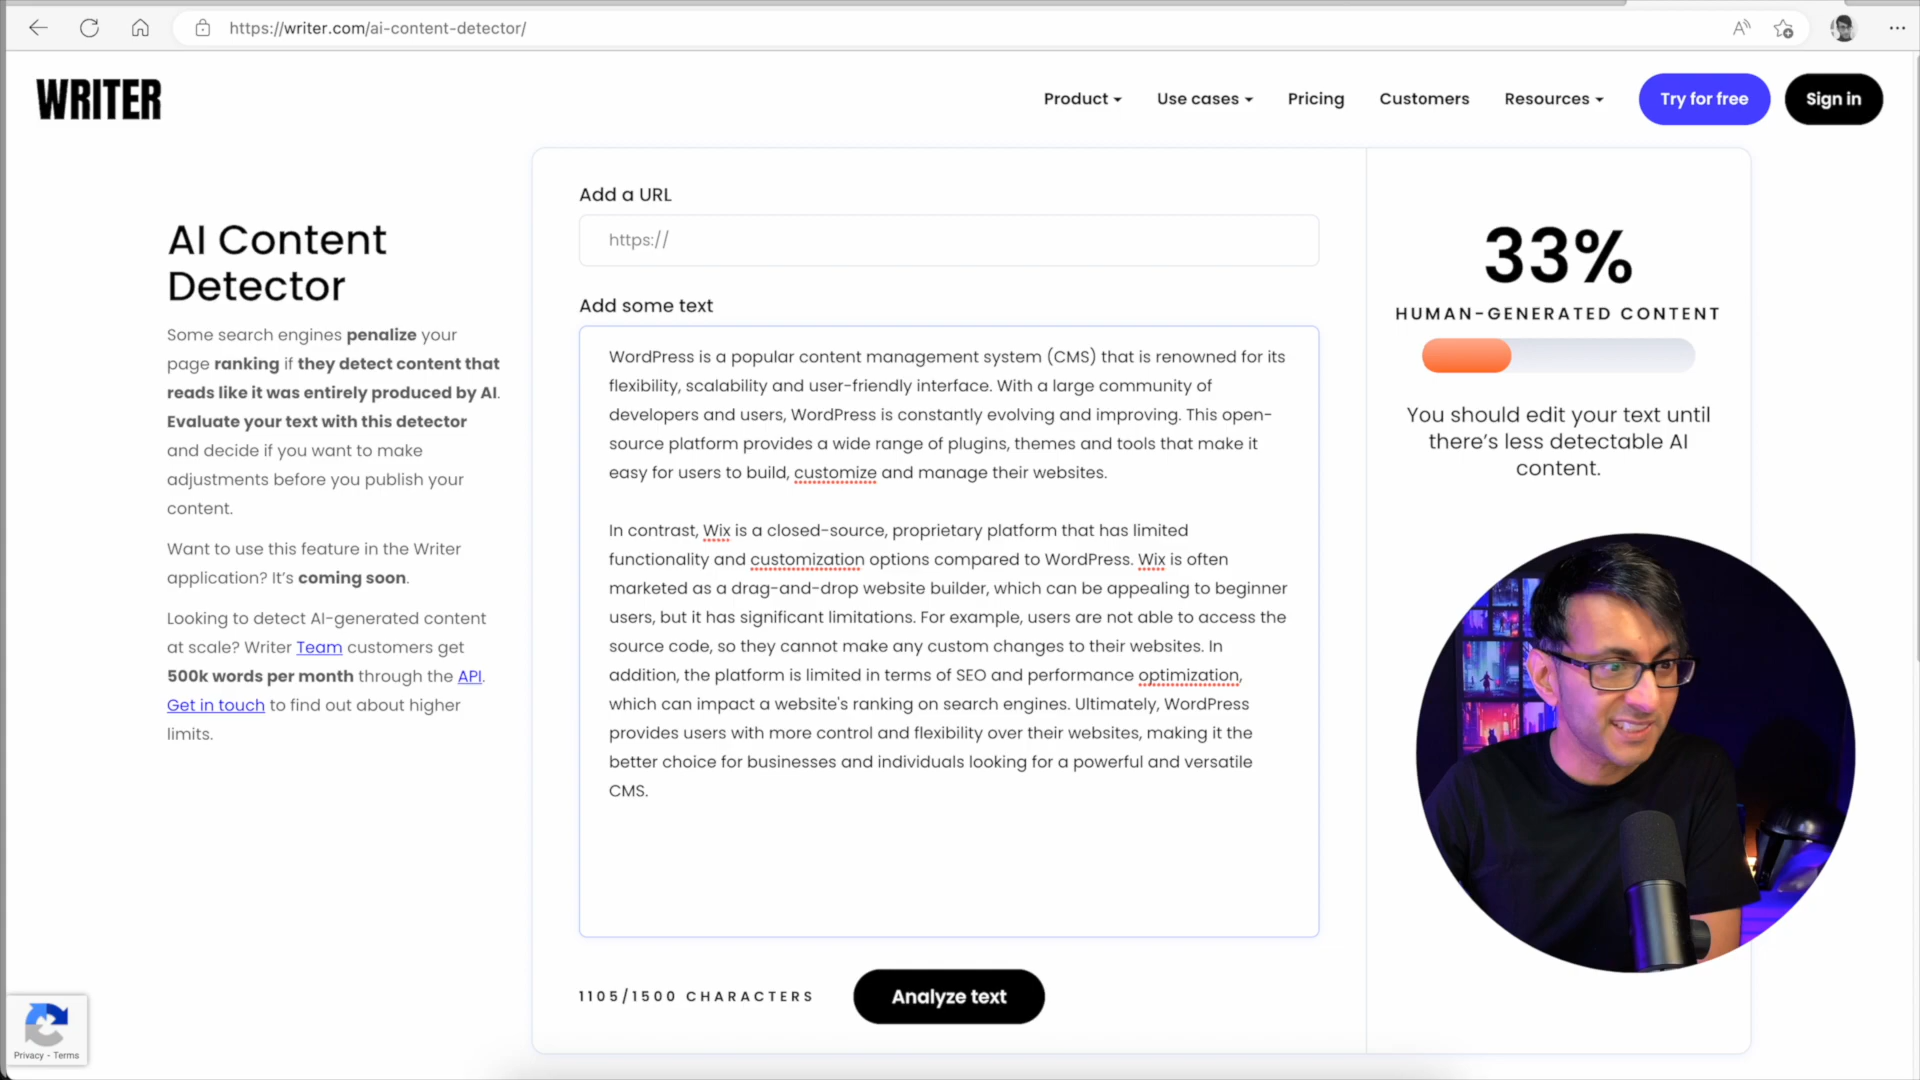 https://writer.com/ai-content-detector/
WRITER
Product
Use cases
Pricing
Customers
Resources
Try for free
Sign in
AI Content
Detector
Some search engines penalize your
page ranking if they detect content that
reads like it was entirely produced by AI.
Evaluate your text with this detector
and decide if you want to make
adjustments before you publish your
content.
Want to use this feature in the Writer
application? It's coming soon.
Looking to detect AI-generated content
at scale? Writer Team customers get
500k words per month through the API.
Get in touch to find out about higher
limits.
Add a URL
https://
Add some text
WordPress is a popular content management system (CMS) that is renowned for its
flexibility, scalability and user-friendly interface. With a large community of
developers and users, WordPress is constantly evolving and improving. This open-
source platform provides a wide range of plugins, themes and tools that make it
easy for users to build, customize and manage their websites.
In contrast, Wix is a closed-source, proprietary platform that has limited
functionality and customization options compared to WordPress. Wix is often
marketed as a drag-and-drop website builder, which can be appealing to beginner
users, but it has significant limitations. For example, users are not able to access the
source code, so they cannot make any custom changes to their websites. In
addition, the platform is limited in terms of SEO and performance optimization,
which can impact a website's ranking on search engines. Ultimately, WordPress
provides users with more control and flexibility over their websites, making it the
better choice for businesses and individuals looking for a powerful and versatile
CMS.
1105/1500 CHARACTERS
Analyze text
33%
HUMAN-GENERATED CONTENT
You should edit your text until
there's less detectable AI
content.
Privacy - Terms